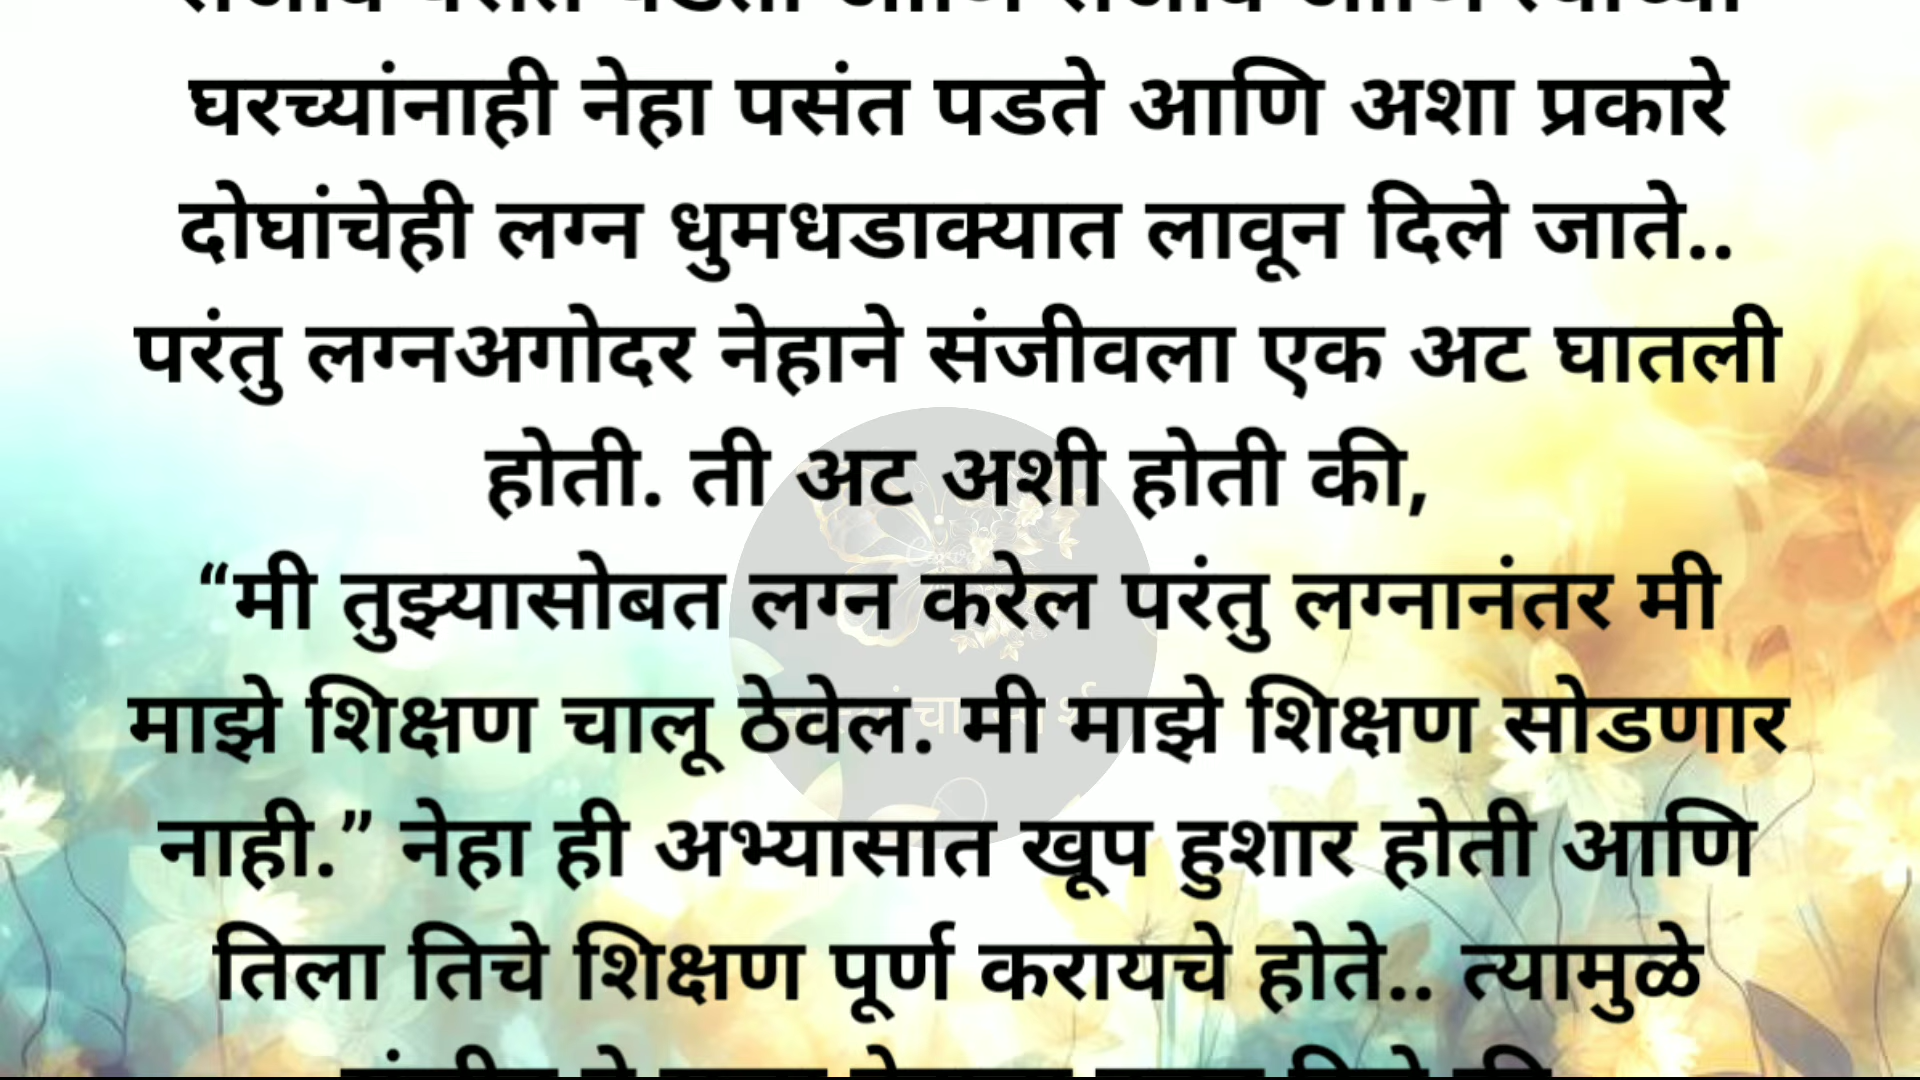 घरच्यांनाही नेहा पसंत पडते आणि अशा प्रकारे
दोघांचेही लग्न धुमधडाक्यात लावून दिले जाते..
परंतु लग्नअगोदर नेहाने संजीवला एक अट घातली
होती. ती अट अशी होती की,
“मी तुझ्यासोबत लग्न करेल परंतु लग्नानंतर मी
माझे शिक्षण चालू ठेवेल. मी माझे शिक्षण सोडणार
नाही.” नेहा ही अभ्यासात खूप हुशार होती आणि
तिला तिचे शिक्षण पूर्ण करायचे होते.. त्यामुळे